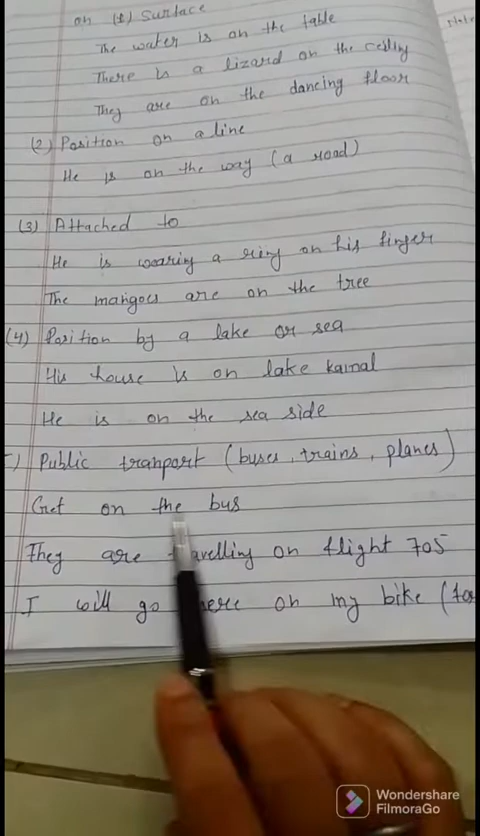 on (1) Surface
The water is on the table
There is a lizard on the ceiling
They are on the dancing floor
(2) Position on a line
He is on the way (a road)
(3) Attached to
He is wearing a ring on his finger
The mangoes are on the tree
(4) Position by a lake or sea
His house is on lake kainal
He is on the sea side
) Public tranport (buses, trains, planes)
Get on the bus
They are travelling on flight 705
I will go here on my bike (
Note
Wondershare
FilmoraGo